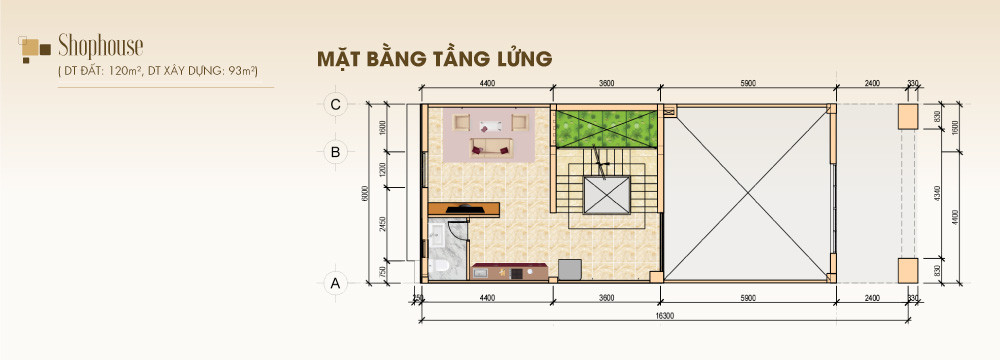 Shophouse
( DT ĐẤT: 120m², DT XÂY DỰNG: 93m²)
MẶT BẰNG TẦNG LỬNG
4400 3600 5900 2400 330
C
B
A
1600
1200
2450
750
6000
830
4340
830
1600
4400
250 4400 3600 5900 2400 330
16300